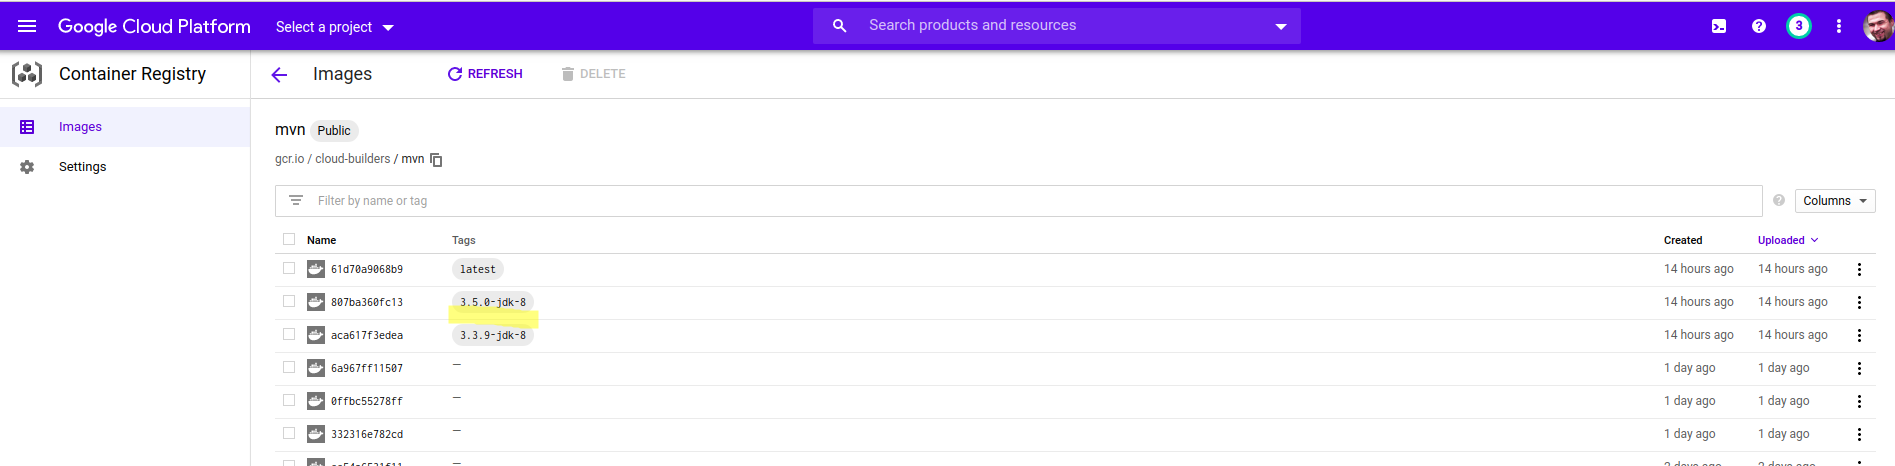 Google Cloud Platform Select a project Search products and resources 3
Container Registry Images REFRESH DELETE
Images
Settings
mvn Public
gcr.io / cloud-builders / mvn
Filter by name or tag Columns
Name Tags Created Uploaded
61d70a9068b9 latest 14 hours ago 14 hours ago
807ba360fc13 3.5.0-jdk-8 14 hours ago 14 hours ago
aca617f3edea 3.3.9-jdk-8 14 hours ago 14 hours ago
6a967ff11507 — 1 day ago 1 day ago
0ffbc55278ff — 1 day ago 1 day ago
332316e782cd — 1 day ago 1 day ago